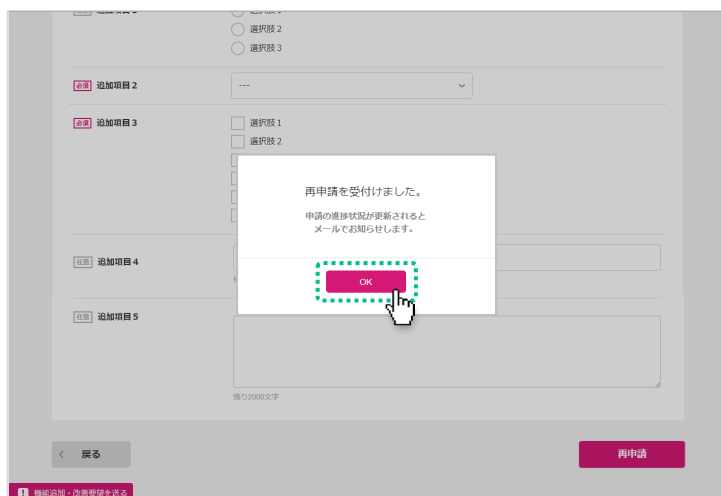 選択肢2
選択肢3
必須 追加項目2
---
必須 追加項目3
選択肢1
選択肢2
再申請を受付けました。
申請の進捗状況が更新されると
メールでお知らせします。
OK
任意 追加項目4
任意 追加項目5
残り2000文字
戻る
再申請
機能追加・改善要望を送る